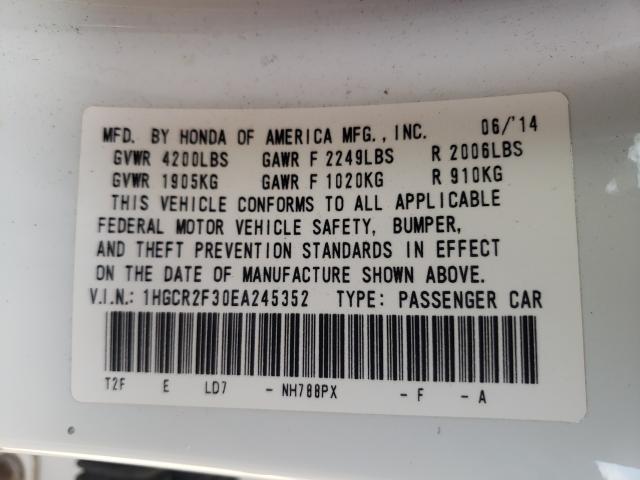 MFD. BY HONDA OF AMERICA MFG., INC. 06/'14
GVWR 4200LBS GAWR F 2249LBS R 2006LBS
GVWR 1905KG GAWR F 1020KG R 910KG
THIS VEHICLE CONFORMS TO ALL APPLICABLE
FEDERAL MOTOR VEHICLE SAFETY, BUMPER,
AND THEFT PREVENTION STANDARDS IN EFFECT
ON THE DATE OF MANUFACTURE SHOWN ABOVE.
V.I.N.: 1HGCR2F30EA245352 TYPE: PASSENGER CAR
T2F E LD7 - NH788PX - F - A